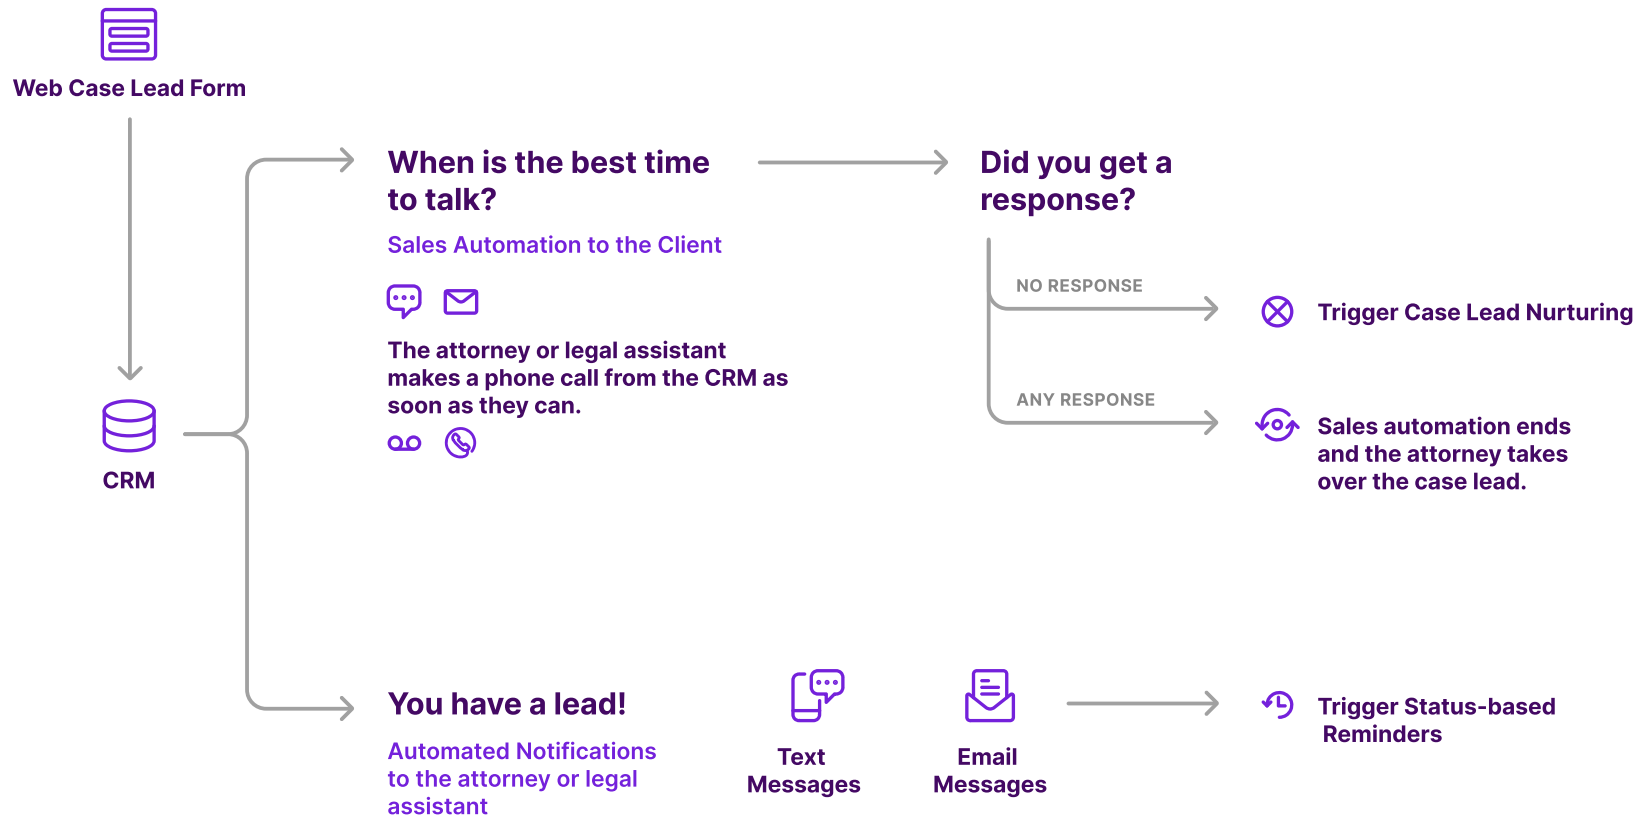 Web Case Lead Form
CRM
When is the best time
to talk?
Sales Automation to the Client
The attorney or legal assistant
makes a phone call from the CRM as
soon as they can.
Did you get a
response?
NO RESPONSE
Trigger Case Lead Nurturing
ANY RESPONSE
Sales automation ends
and the attorney takes
over the case lead.
You have a lead!
Automated Notifications
to the attorney or legal
assistant
Text
Messages
Email
Messages
Trigger Status-based
Reminders